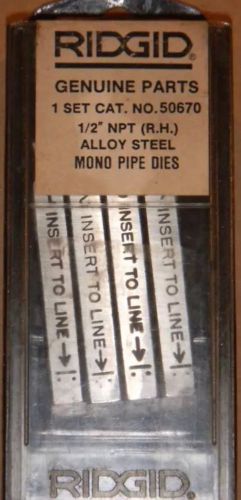 RIDGID®
GENUINE PARTS
1 SET CAT. NO. 50670
1/2" NPT (R.H.)
ALLOY STEEL
MONO PIPE DIES
INSERT TO LINE→
INSERT TO LINE→
INSERT TO LINE→
INSERT TO LINE→
RIDGID®